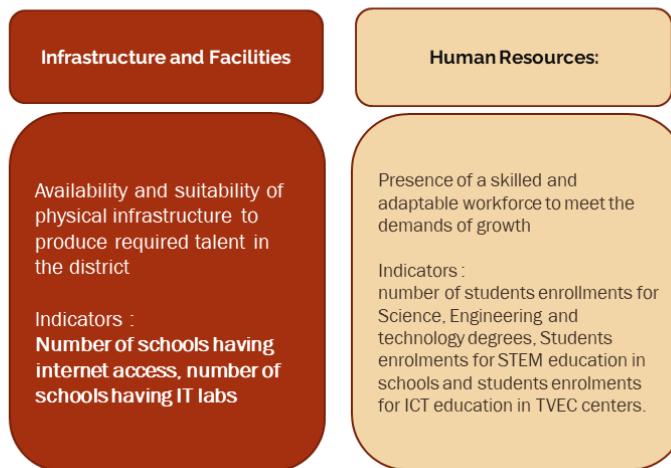 Infrastructure and Facilities
Availability and suitability of
physical infrastructure to
produce required talent in
the district
Indicators :
Number of schools having
internet access, number of
schools having IT labs
Human Resources:
Presence of a skilled and
adaptable workforce to meet the
demands of growth
Indicators :
number of students enrollments for
Science, Engineering and
technology degrees, Students
enrolments for STEM education in
schools and students enrolments
for ICT education in TVEC centers.